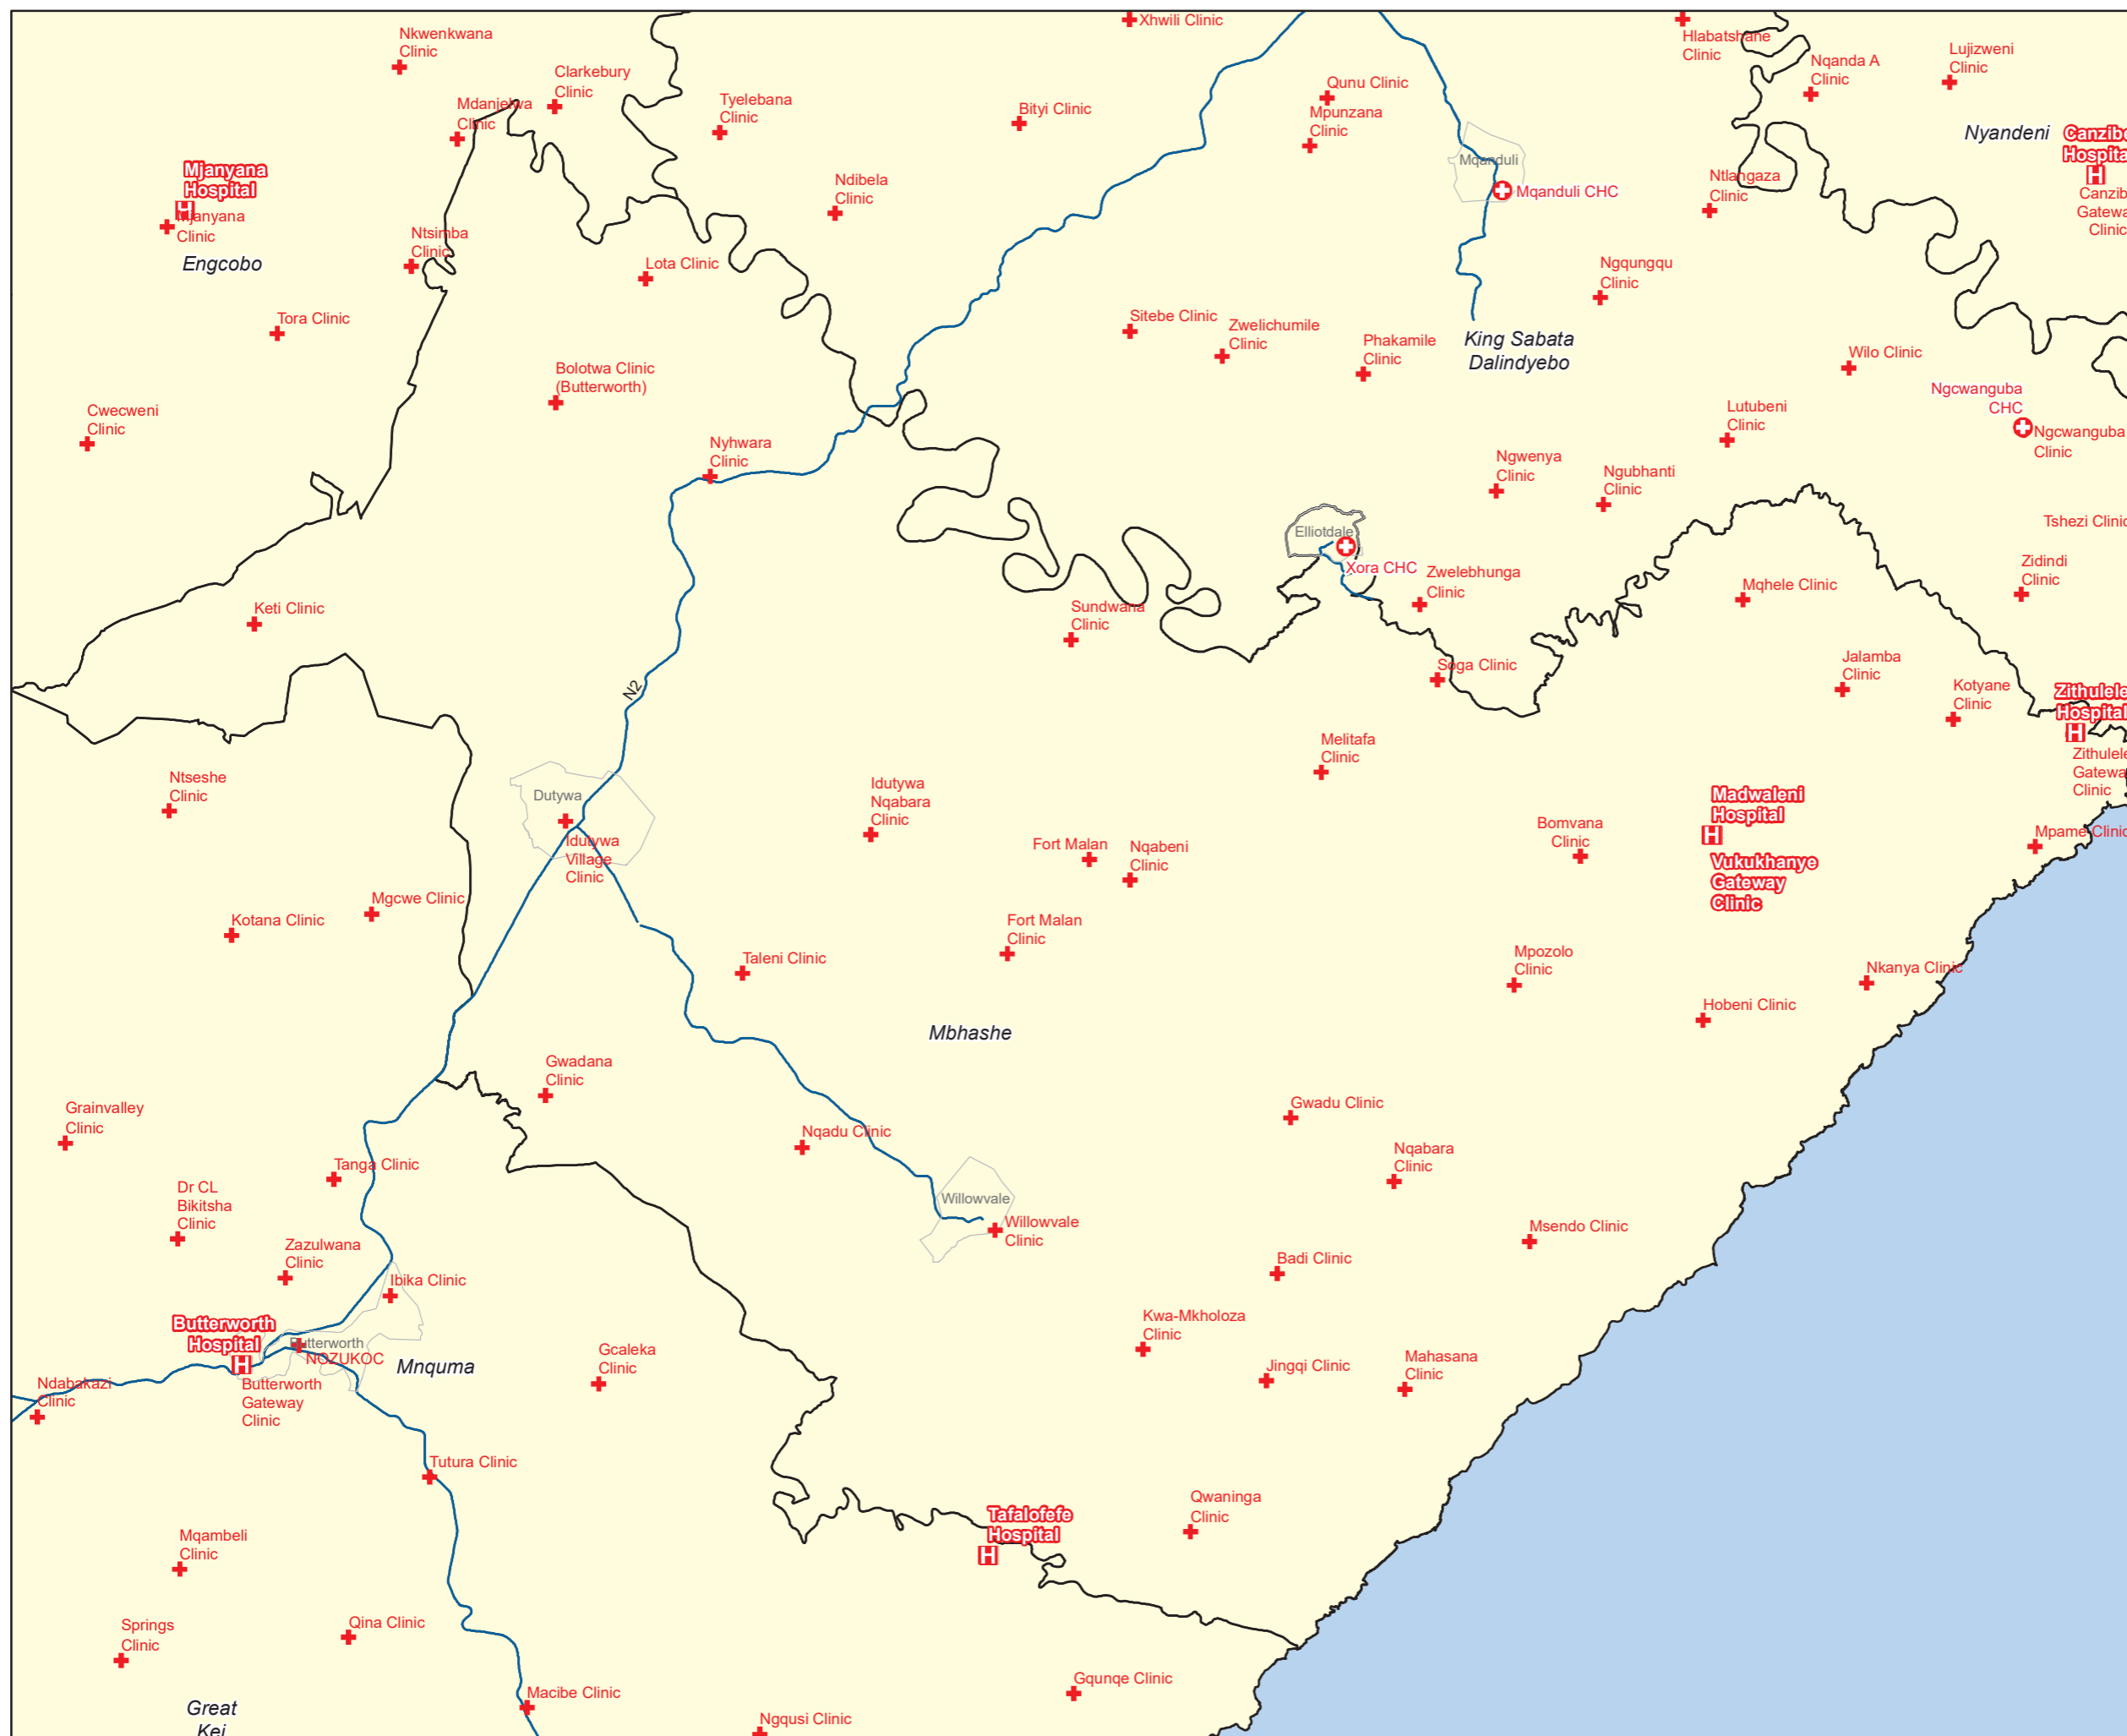 Xhwili Clinic
Nkwenkwana
Clinic
Hlabatshane
Clinic
Nqanda A
Clinic
Lujizweni
Clinic
Clarkebury
Clinic
Mdanielwa
Clinic
Tyelebana
Clinic
Bityi Clinic
Qunu Clinic
Mpunzana
Clinic
Nyandeni
Mqanduli
Mqanduli CHC
Mjanyana
Hospital
H
Mjanyana
Clinic
Engcobo
Ndibela
Clinic
Ntlangaza
Clinic
Hospita
H
Canzib
Gatewa
Clinic
Ntsimba
Clinic
Lota Clinic
Ngqungqu
Clinic
Tora Clinic
Sitebe Clinic
Zwelichumile
Clinic
Phakamile
Clinic
King Sabata
Dalindyebo
Wilo Clinic
Bolotwa Clinic
(Butterworth)
Ngcwanguba
CHC
Ngcwanguba
Clinic
Cwecweni
Clinic
Lutubeni
Clinic
Nyhwara
Clinic
Ngwenya
Clinic
Ngubhanti
Clinic
Elliotdale
Xora CHC
Tshezi Clinic
Zwelebhunga
Clinic
Mqhele Clinic
Zidindi
Clinic
Keti Clinic
Sundwana
Clinic
Soga Clinic
Jalamba
Clinic
Kotyane
Clinic
N2
Zithulele
Hospital
H
Zithulele
Gatewa
Clinic
Melitafa
Clinic
Ntseshe
Clinic
Dutywa
Idutywa
Village
Clinic
Idutywa
Nqabara
Clinic
Fort Malan
Nqabeni
Clinic
Bomvana
Clinic
Madwaleni
Hospital
H
Vukukhanye
Gateway
Clinic
Mpame Clinic
Mgcwe Clinic
Kotana Clinic
Fort Malan
Clinic
Taleni Clinic
Mpozolo
Clinic
Nkanya Clinic
Hobeni Clinic
Mbhashe
Gwadana
Clinic
Grainvalley
Clinic
Gwadu Clinic
Nqadu Clinic
Nqabara
Clinic
Tanga Clinic
Dr CL
Bikitsha
Clinic
Willowvale
Willowvale
Clinic
Msendo Clinic
Zazulwana
Clinic
Badi Clinic
Ibika Clinic
Kwa-Mkholoza
Clinic
Butterworth
Hospital
H
Butterworth
NOZUKOC
Mnquma
Gcaleka
Clinic
Jingqi Clinic
Mahasana
Clinic
Ndabakazi
Clinic
Butterworth
Gateway
Clinic
Tutura Clinic
Qwaninga
Clinic
Tafalofefe
Hospital
H
Mqambeli
Clinic
Springs
Clinic
Qina Clinic
Gqunqe Clinic
Macibe Clinic
Ngqusi Clinic
Great
Kei